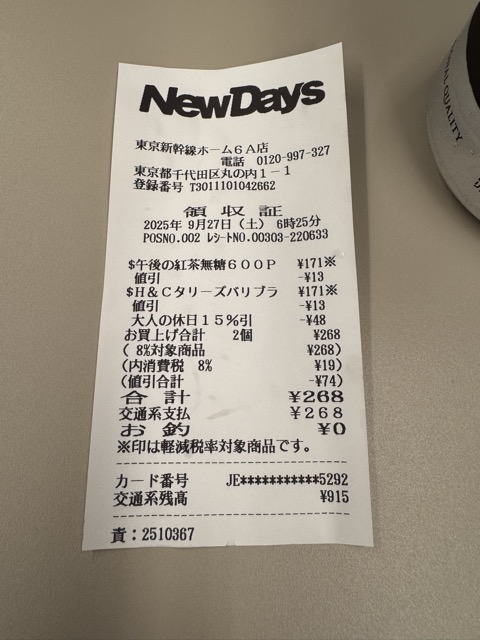 NewDays
東京新幹線ホーム６Ａ店
電話 0120-997-327
東京都千代田区丸の内１－１
登録番号 T3011101042662
領収証
2025年 9月27日（土） 6時25分
POSNO.002 ﾚｼｰﾄNO.00303-220633
$午後の紅茶無糖６００Ｐ ¥171※
値引 -¥13
$Ｈ＆Ｃタリーズバリブラ ¥171※
値引 -¥13
大人の休日１５％引 -¥48
お買上げ合計 2個 ¥268
( 8%対象商品 ¥268)
(内消費税 8% ¥19)
(値引合計 -¥74)
合計 ¥268
交通系支払 ¥268
お釣 ¥0
※印は軽減税率対象商品です。
カード番号 JE***********5292
交通系残高 ¥915
責：2510367
QUALITY